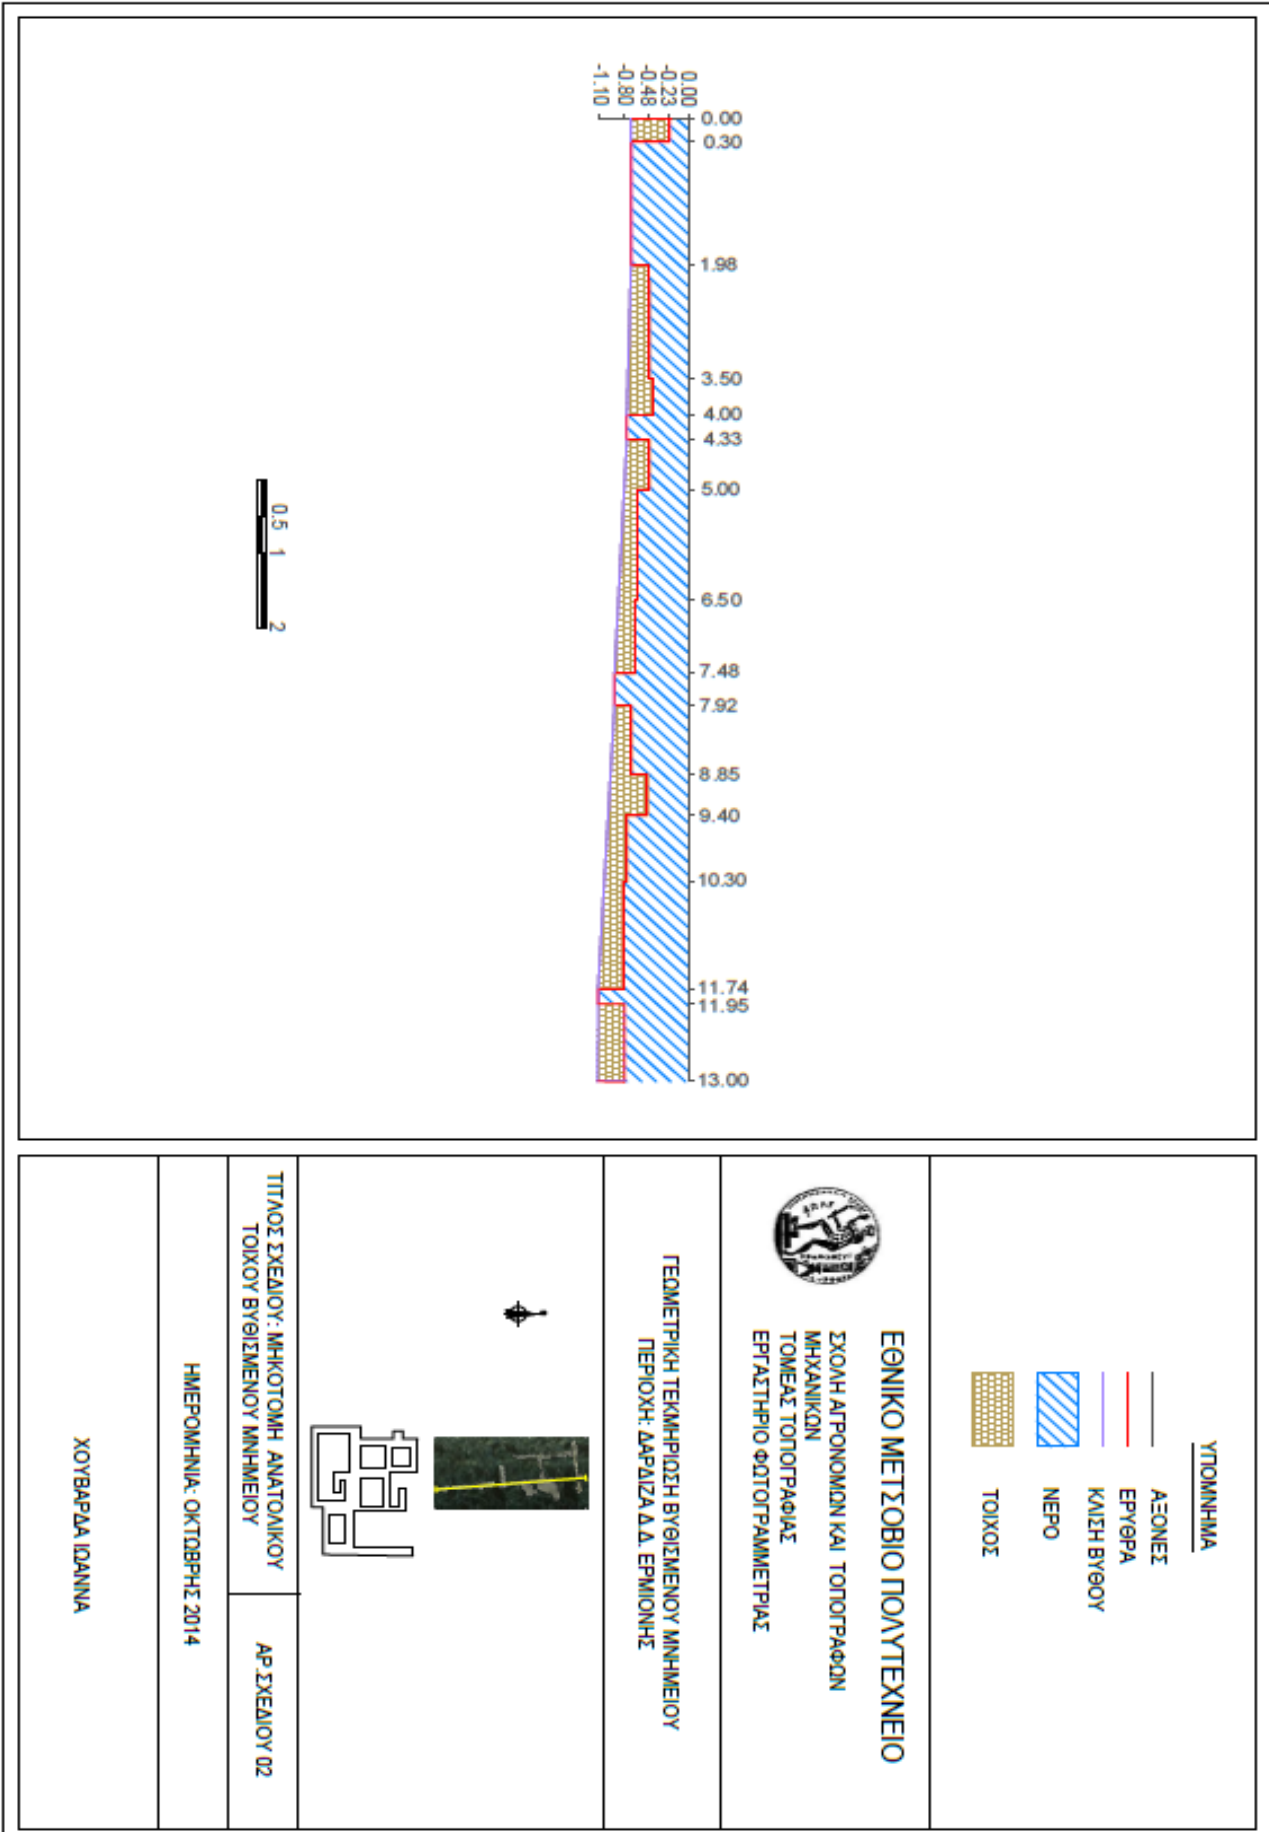 0.00
-0.23
-0.48
-0.80
-1.10
0.00
0.30
1.98
3.50
4.00
4.33
5.00
6.50
7.48
7.92
8.85
9.40
10.30
11.74
11.95
13.00
0.5 1 2
ΥΠΟΜΝΗΜΑ
ΑΞΟΝΕΣ
ΕΡΥΘΡΑ
ΚΛΙΣΗ ΒΥΘΟΥ
ΝΕΡΟ
ΤΟΙΧΟΣ
ΕΘΝΙΚΟ ΜΕΤΣΟΒΙΟ ΠΟΛΥΤΕΧΝΕΙΟ
ΣΧΟΛΗ ΑΓΡΟΝΟΜΩΝ ΚΑΙ ΤΟΠΟΓΡΑΦΩΝ
ΜΗΧΑΝΙΚΩΝ
ΤΟΜΕΑΣ ΤΟΠΟΓΡΑΦΙΑΣ
ΕΡΓΑΣΤΗΡΙΟ ΦΩΤΟΓΡΑΜΜΕΤΡΙΑΣ
ΓΕΩΜΕΤΡΙΚΗ ΤΕΚΜΗΡΙΩΣΗ ΒΥΘΙΣΜΕΝΟΥ ΜΝΗΜΕΙΟΥ
ΠΕΡΙΟΧΗ: ΔΑΡΔΙΖΑ Δ.Δ. ΕΡΜΙΟΝΗΣ
ΤΙΤΛΟΣ ΣΧΕΔΙΟΥ: ΜΗΚΟΤΟΜΗ ΑΝΑΤΟΛΙΚΟΥ
ΤΟΙΧΟΥ ΒΥΘΙΣΜΕΝΟΥ ΜΝΗΜΕΙΟΥ
ΑΡ.ΣΧΕΔΙΟΥ 02
ΗΜΕΡΟΜΗΝΙΑ: ΟΚΤΩΒΡΗΣ 2014
ΧΟΥΒΑΡΔΑ ΙΩΑΝΝΑ